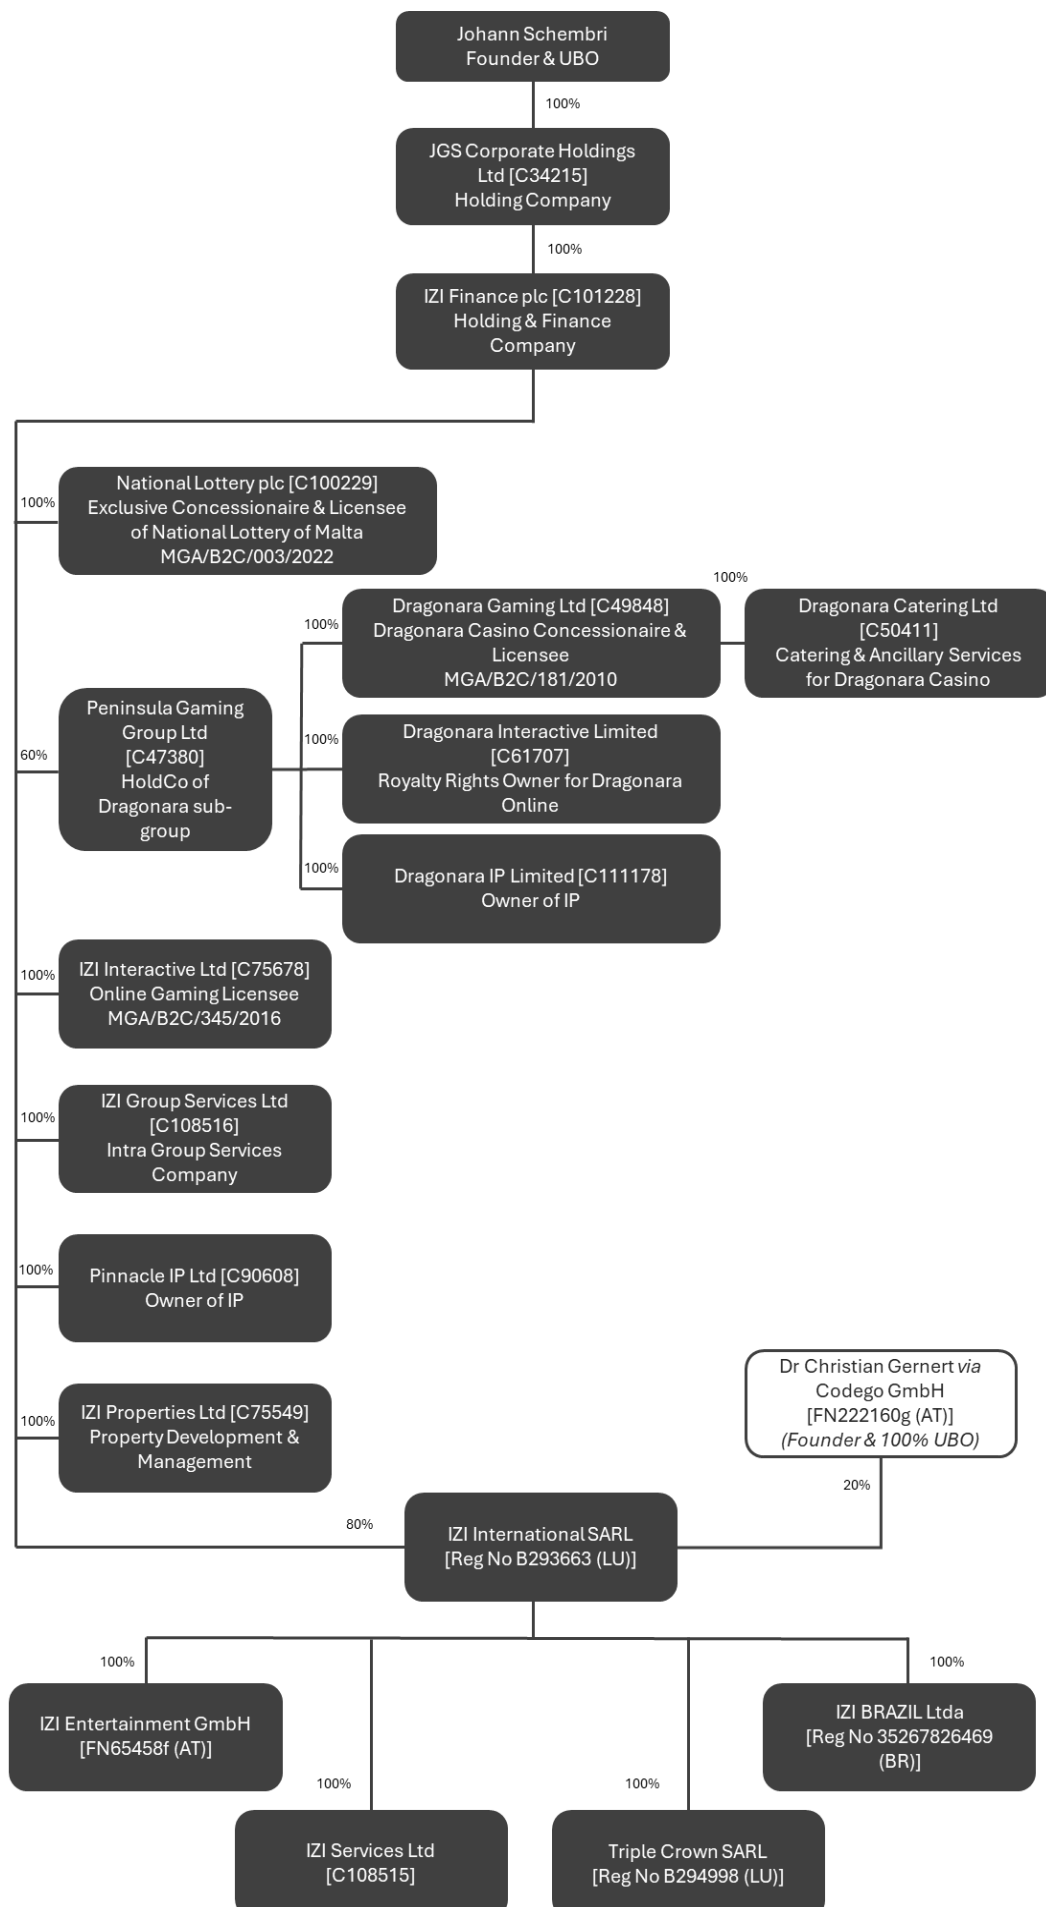 Johann Schembri
Founder & UBO
100%
JGS Corporate Holdings
Ltd [C34215]
Holding Company
100%
IZI Finance plc [C101228]
Holding & Finance
Company
100%
National Lottery plc [C100229]
Exclusive Concessionaire & Licensee
of National Lottery of Malta
MGA/B2C/003/2022
60%
Peninsula Gaming
Group Ltd
[C47380]
HoldCo of
Dragonara sub-
group
100%
Dragonara Gaming Ltd [C49848]
Dragonara Casino Concessionaire &
Licensee
MGA/B2C/181/2010
100%
Dragonara Catering Ltd
[C50411]
Catering & Ancillary Services
for Dragonara Casino
100%
Dragonara Interactive Limited
[C61707]
Royalty Rights Owner for Dragonara
Online
100%
Dragonara IP Limited [C111178]
Owner of IP
100%
IZI Interactive Ltd [C75678]
Online Gaming Licensee
MGA/B2C/345/2016
100%
IZI Group Services Ltd
[C108516]
Intra Group Services
Company
100%
Pinnacle IP Ltd [C90608]
Owner of IP
100%
IZI Properties Ltd [C75549]
Property Development &
Management
Dr Christian Gernert via
Codego GmbH
[FN222160g (AT)]
(Founder & 100% UBO)
20%
80%
IZI International SARL
[Reg No B293663 (LU)]
100%
IZI Entertainment GmbH
[FN65458f (AT)]
100%
IZI Services Ltd
[C108515]
100%
Triple Crown SARL
[Reg No B294998 (LU)]
100%
IZI BRAZIL Ltda
[Reg No 35267826469
(BR)]